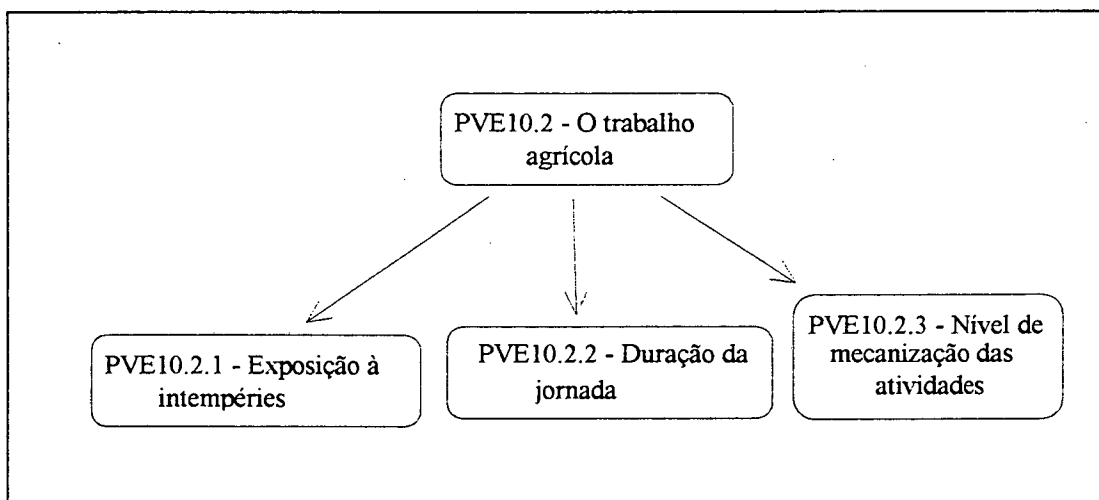 PVE10.2 - O trabalho
agrícola
PVE10.2.1 - Exposição à
intempéries
PVE10.2.2 - Duração da
jornada
PVE10.2.3 - Nível de
mecanização das
atividades